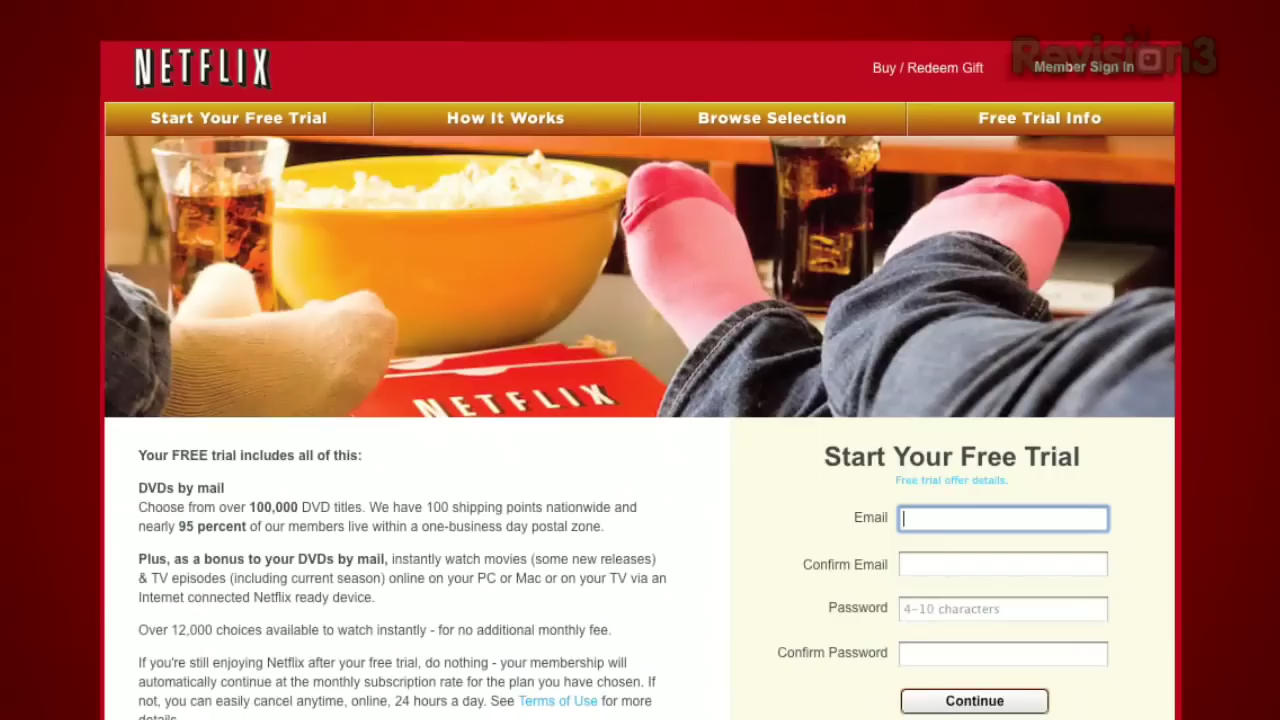 NETFLIX
Buy / Redeem Gift
Member Sign In
Revision3
Start Your Free Trial
How It Works
Browse Selection
Free Trial Info
NETFLIX
Your FREE trial includes all of this:
DVDs by mail
Choose from over 100,000 DVD titles. We have 100 shipping points nationwide and
nearly 95 percent of our members live within a one-business day postal zone.
Plus, as a bonus to your DVDs by mail, instantly watch movies (some new releases)
& TV episodes (including current season) online on your PC or Mac or on your TV via an
Internet connected Netflix ready device.
Over 12,000 choices available to watch instantly - for no additional monthly fee.
If you're still enjoying Netflix after your free trial, do nothing - your membership will
automatically continue at the monthly subscription rate for the plan you have chosen. If
not, you can easily cancel anytime, online, 24 hours a day. See Terms of Use for more
details.
Start Your Free Trial
Free trial offer details.
Email
Confirm Email
Password
4-10 characters
Confirm Password
Continue